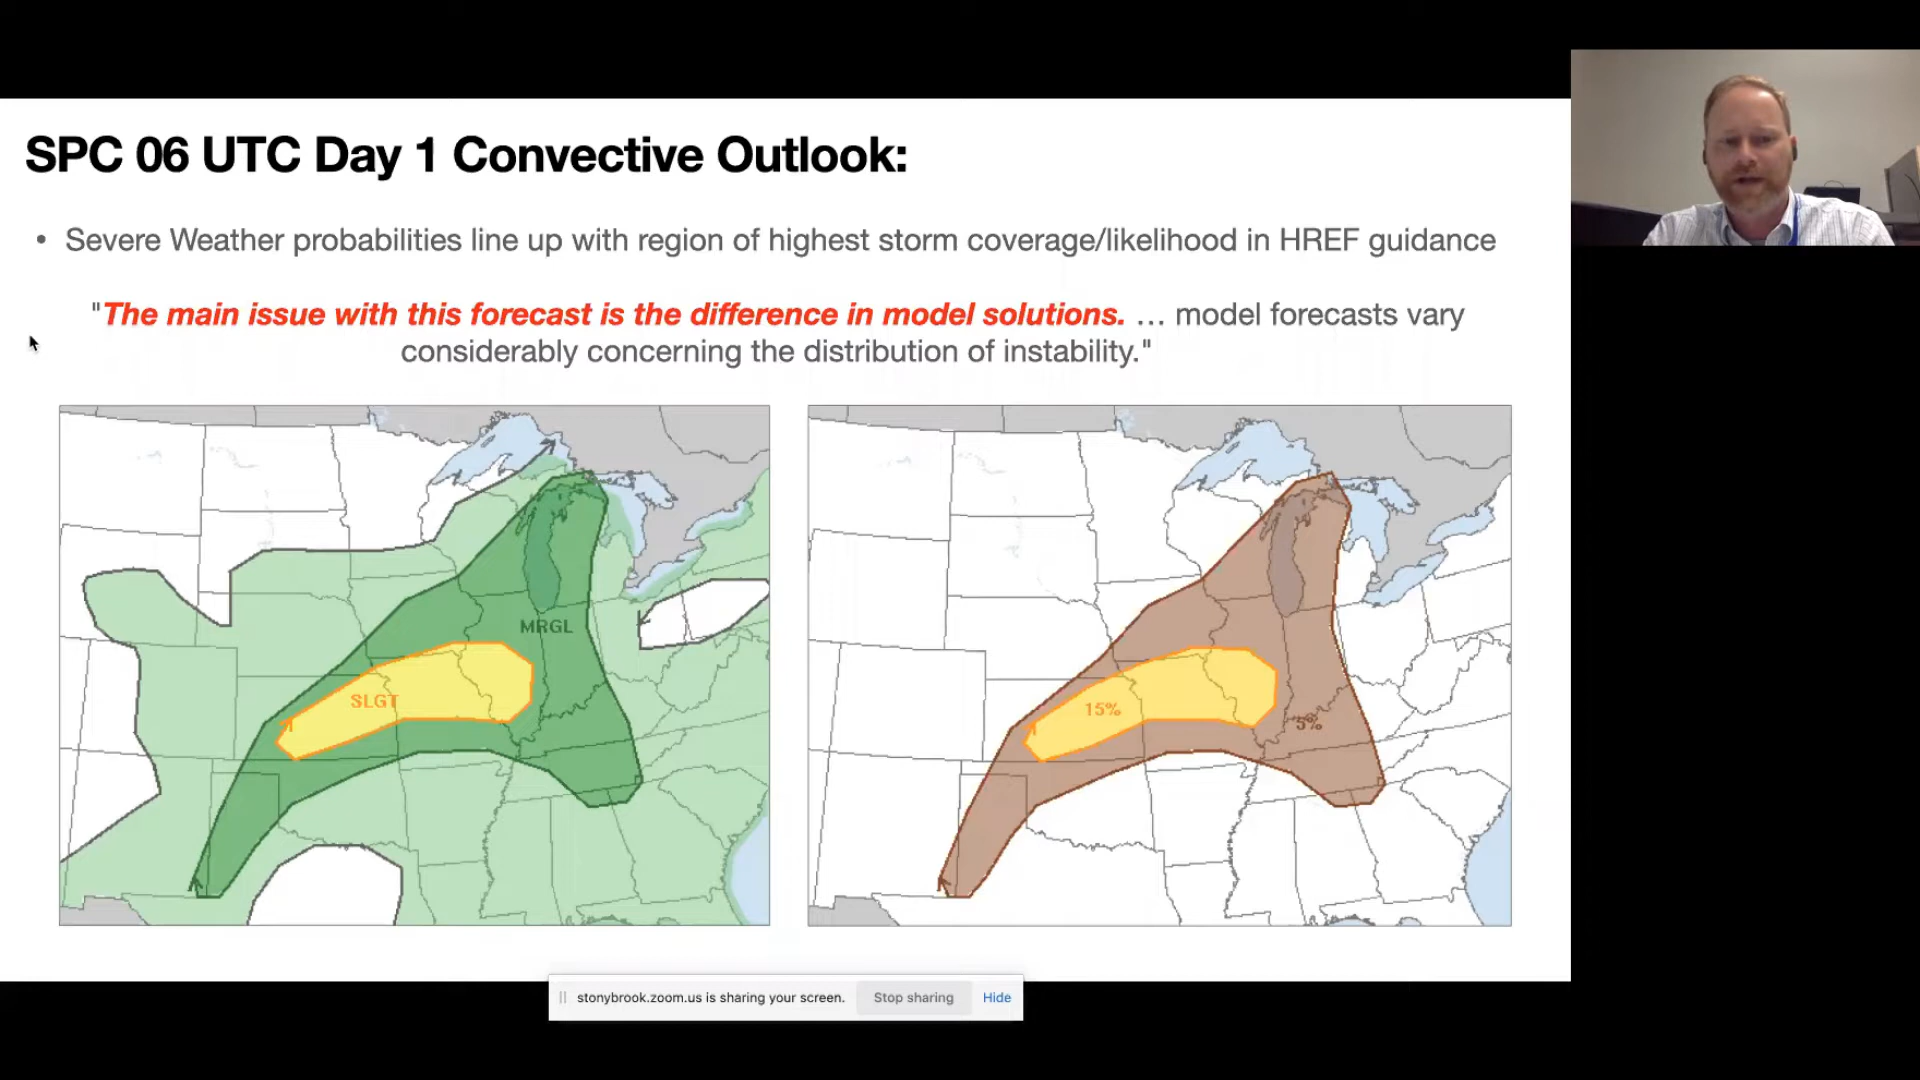 SPC 06 UTC Day 1 Convective Outlook:
• Severe Weather probabilities line up with region of highest storm coverage/likelihood in HREF guidance
"The main issue with this forecast is the difference in model solutions. … model forecasts vary
considerably concerning the distribution of instability."
MRGL
SLGT
15%
5%
stonybrook.zoom.us is sharing your screen.
Stop sharing
Hide